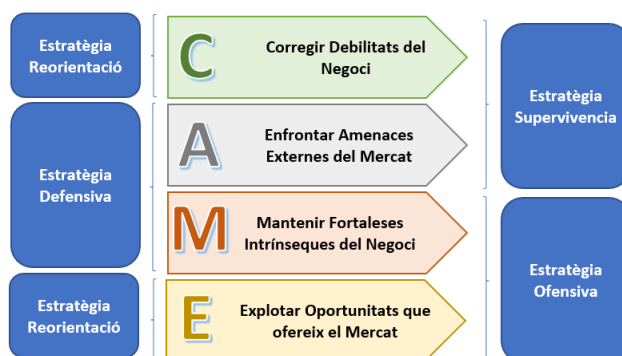 Estratègia
Reorientació
C
Corregir Debilitats del
Negoci
Estratègia
Supervivencia
Estratègia
Defensiva
A
Enfrontar Amenaces
Externes del Mercat
M
Mantenir Fortaleses
Intrínseques del Negoci
Estratègia
Ofensiva
Estratègia
Reorientació
E
Explotar Oportunitats que
ofereix el Mercat